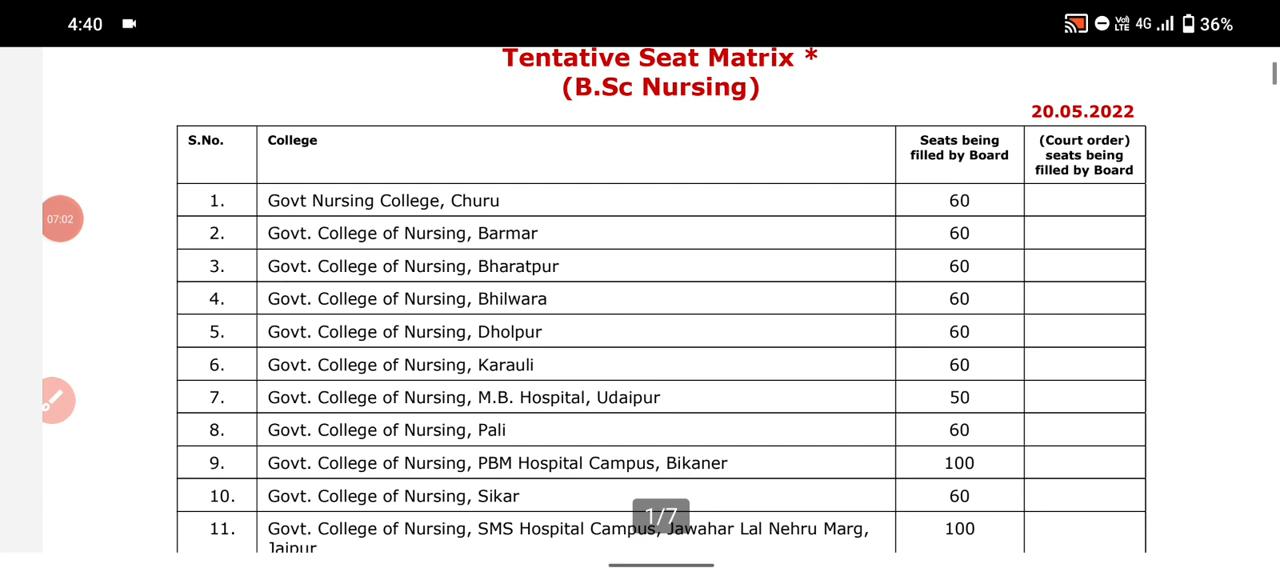 4:40
Vo) LTE 4G 36%
Tentative Seat Matrix *
(B.Sc Nursing)
20.05.2022
S.No. College Seats being filled by Board (Court order) seats being filled by Board
1. Govt Nursing College, Churu 60
2. Govt. College of Nursing, Barmar 60
3. Govt. College of Nursing, Bharatpur 60
07:02
4. Govt. College of Nursing, Bhilwara 60
5. Govt. College of Nursing, Dholpur 60
6. Govt. College of Nursing, Karauli 60
7. Govt. College of Nursing, M.B. Hospital, Udaipur 50
8. Govt. College of Nursing, Pali 60
9. Govt. College of Nursing, PBM Hospital Campus, Bikaner 100
10. Govt. College of Nursing, Sikar 60
1/7
11. Govt. College of Nursing, SMS Hospital Campus, Jawahar Lal Nehru Marg, 100
Jaipur